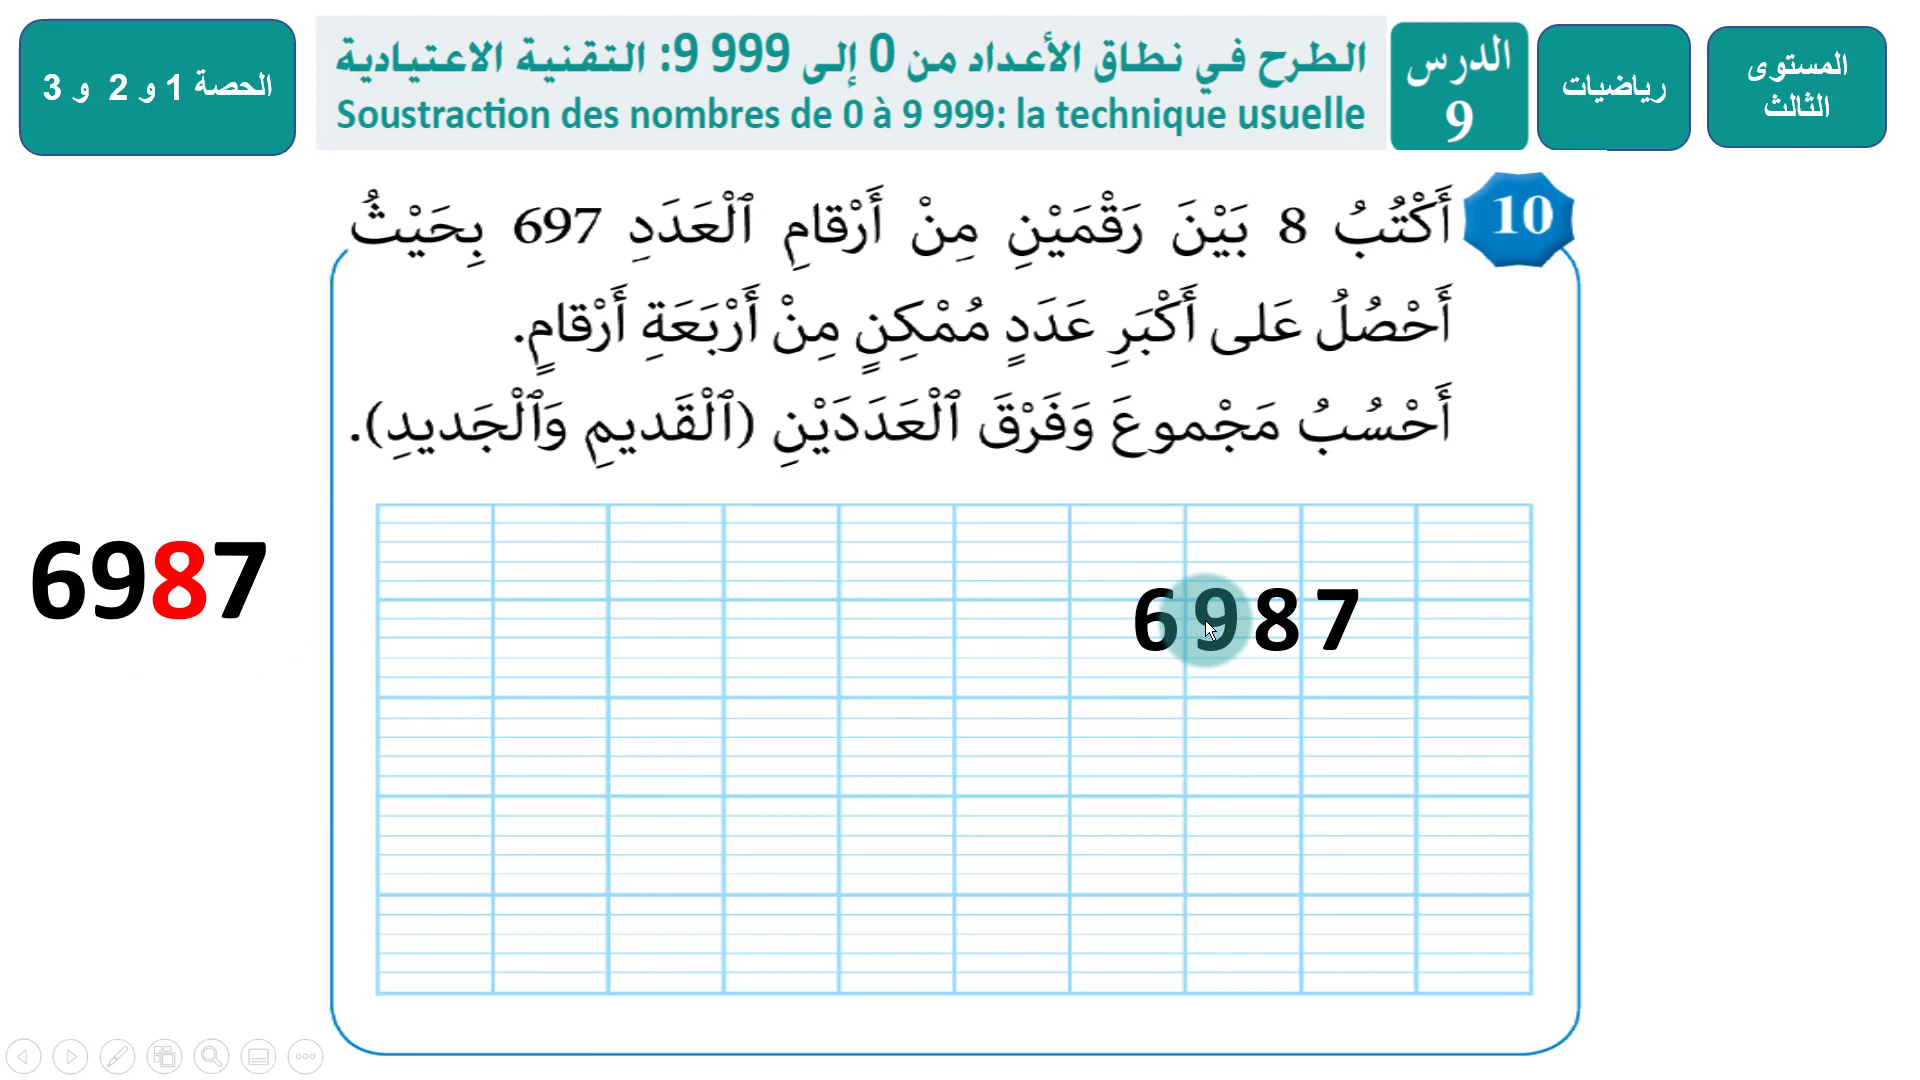 المستوى
الثالث
رياضيات
الدرس
9
الطرح في نطاق الأعداد من 0 إلى 999 9: التقنية الاعتيادية
Soustraction des nombres de 0 à 9 999: la technique usuelle
الحصة 1 و 2 و 3
10
أَكْتُبُ 8 بَيْنَ رَقْمَيْنِ مِنْ أَرْقامِ ٱلْعَدَدِ 697 بِحَيْثُ
أَحْصُلُ عَلى أَكْبَرِ عَدَدٍ مُمْكِنٍ مِنْ أَرْبَعَةِ أَرْقامٍ.
أَحْسُبُ مَجْموعَ وَفَرْقَ ٱلْعَدَدَيْنِ (ٱلْقَديمِ وَٱلْجَديدِ).
6987
6987